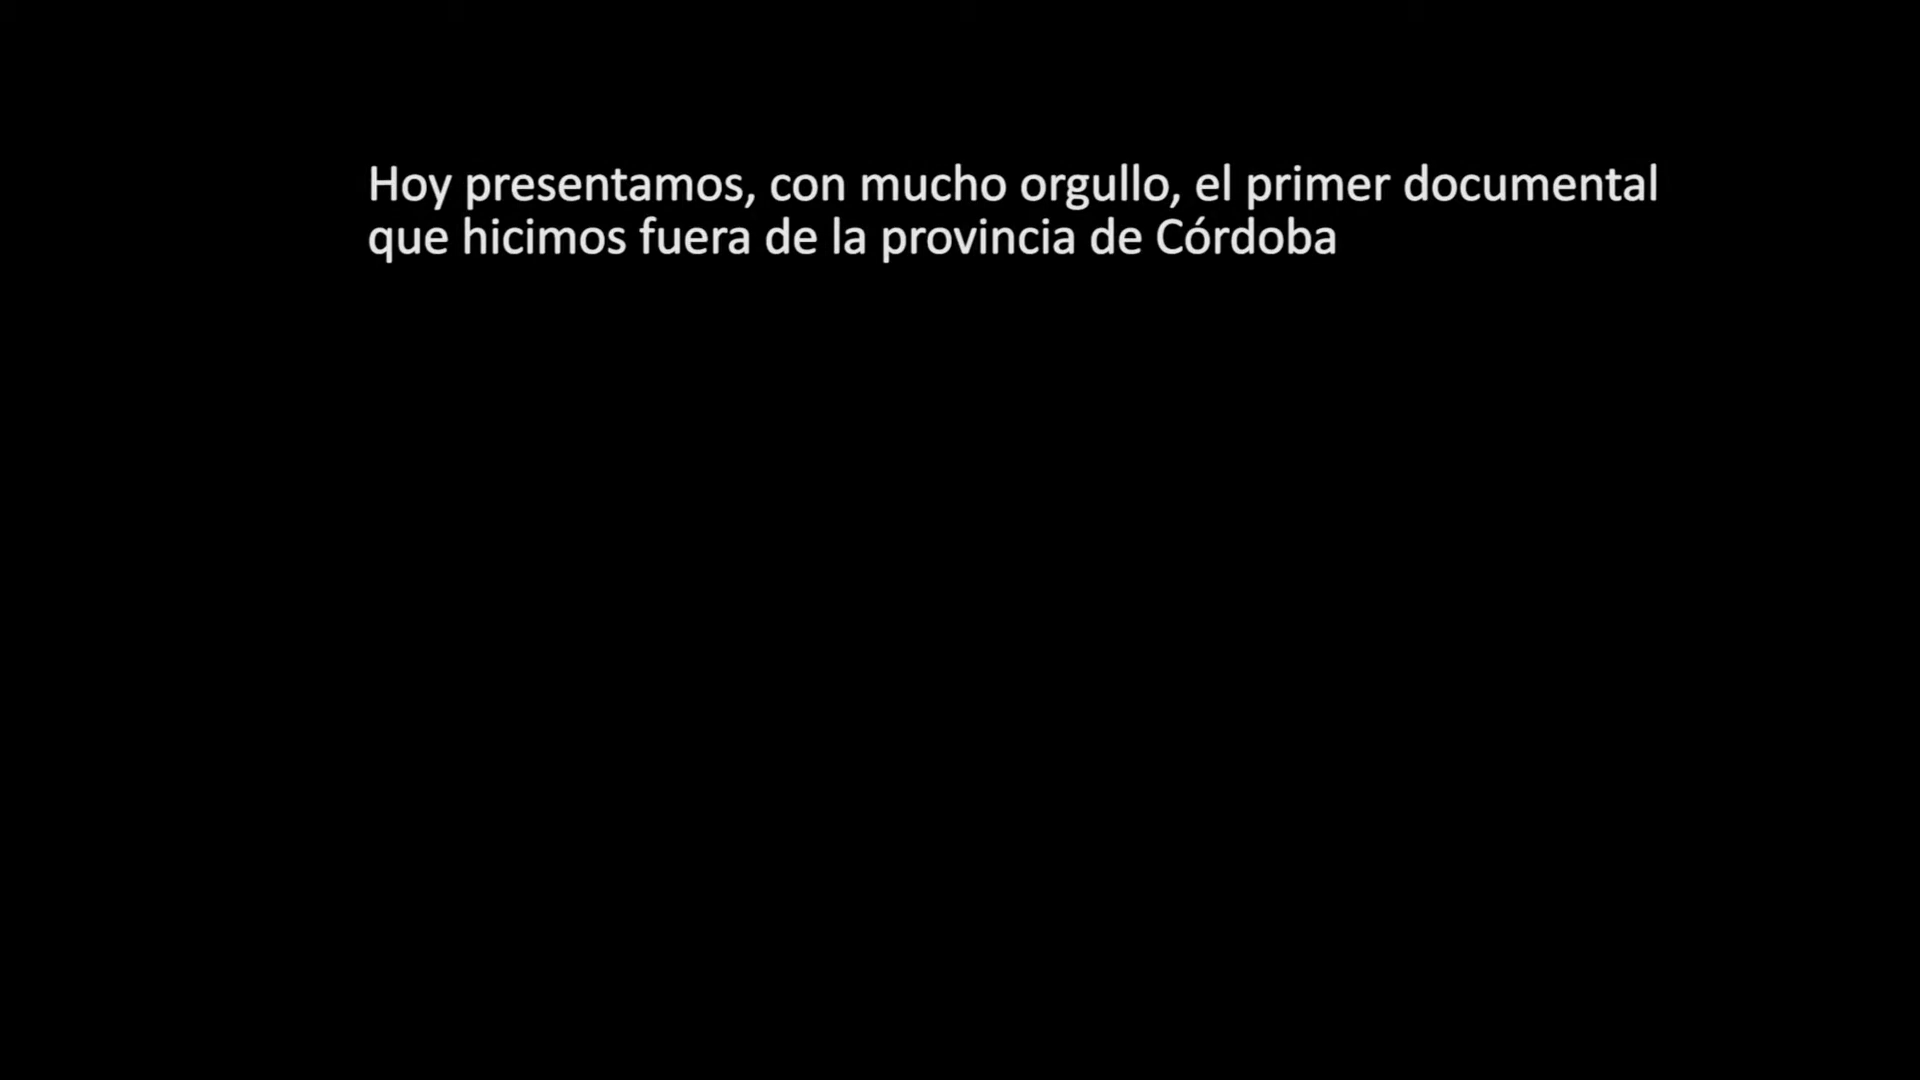 Hoy presentamos, con mucho orgullo, el primer documental
que hicimos fuera de la provincia de Córdoba